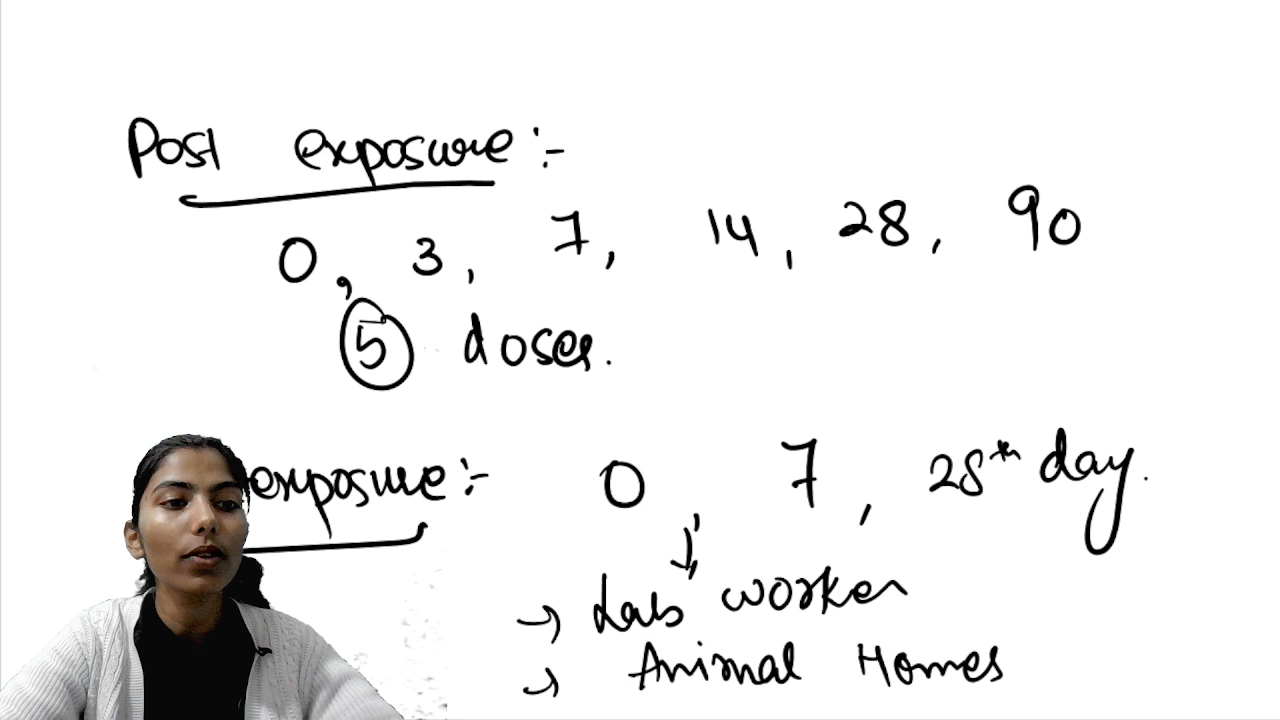 Post exposure :-
0, 3, 7, 14, 28, 90
5 doses.
exposure :- 0, 7, 28th day.
→ Lab worker
→ Animal Homes